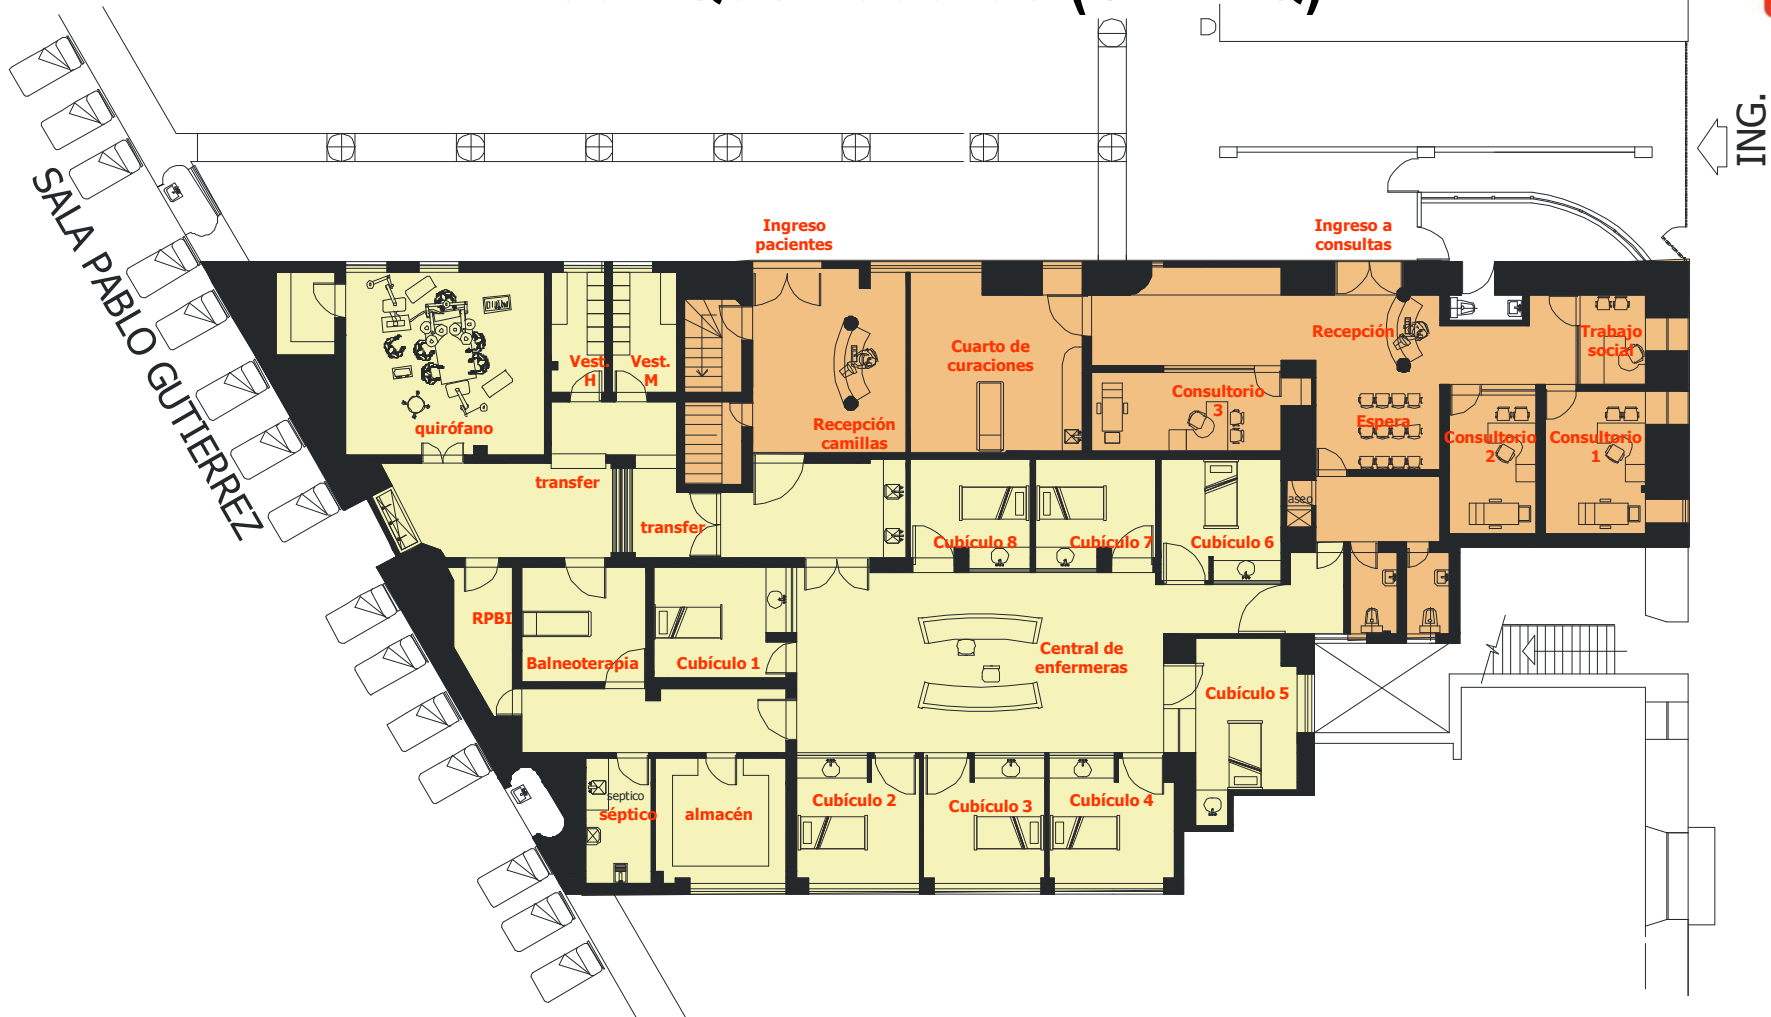 ING.
SALA PABLO GUTIERREZ
Ingreso
pacientes
Ingreso a
consultas
Recepción
Trabajo
social
Cuarto de
curaciones
Vest.
H
Vest.
M
Consultorio
3
quirófano
Recepción
camillas
Espera
Consultorio
2
Consultorio
1
transfer
transfer
aseo
Cubículo 8
Cubículo 7
Cubículo 6
RPBI
Balneoterapia
Cubículo 1
Central de
enfermeras
Cubículo 5
septico
séptico
almacén
Cubículo 2
Cubículo 3
Cubículo 4